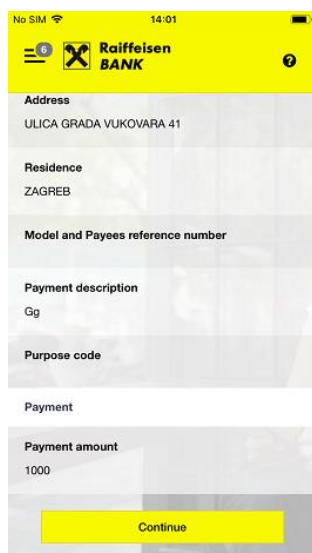 No SIM 14:01
6
Raiffeisen
BANK
?
Address
ULICA GRADA VUKOVARA 41
Residence
ZAGREB
Model and Payees reference number
Payment description
Gg
Purpose code
Payment
Payment amount
1000
Continue